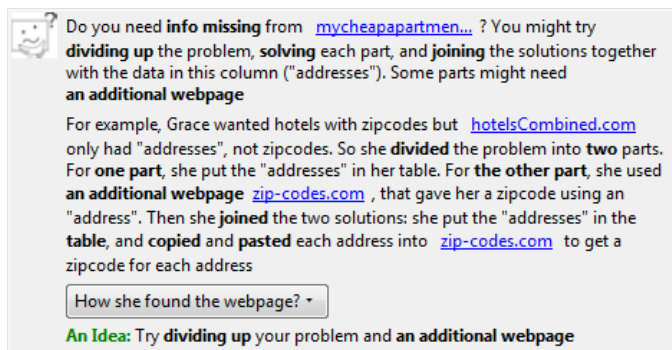 ?
Do you need info missing from mycheapapartmen... ? You might try
dividing up the problem, solving each part, and joining the solutions together
with the data in this column ("addresses"). Some parts might need
an additional webpage
For example, Grace wanted hotels with zipcodes but hotelsCombined.com
only had "addresses", not zipcodes. So she divided the problem into two parts.
For one part, she put the "addresses" in her table. For the other part, she used
an additional webpage zip-codes.com , that gave her a zipcode using an
"address". Then she joined the two solutions: she put the "addresses" in the
table, and copied and pasted each address into zip-codes.com to get a
zipcode for each address
How she found the webpage?
An Idea: Try dividing up your problem and an additional webpage